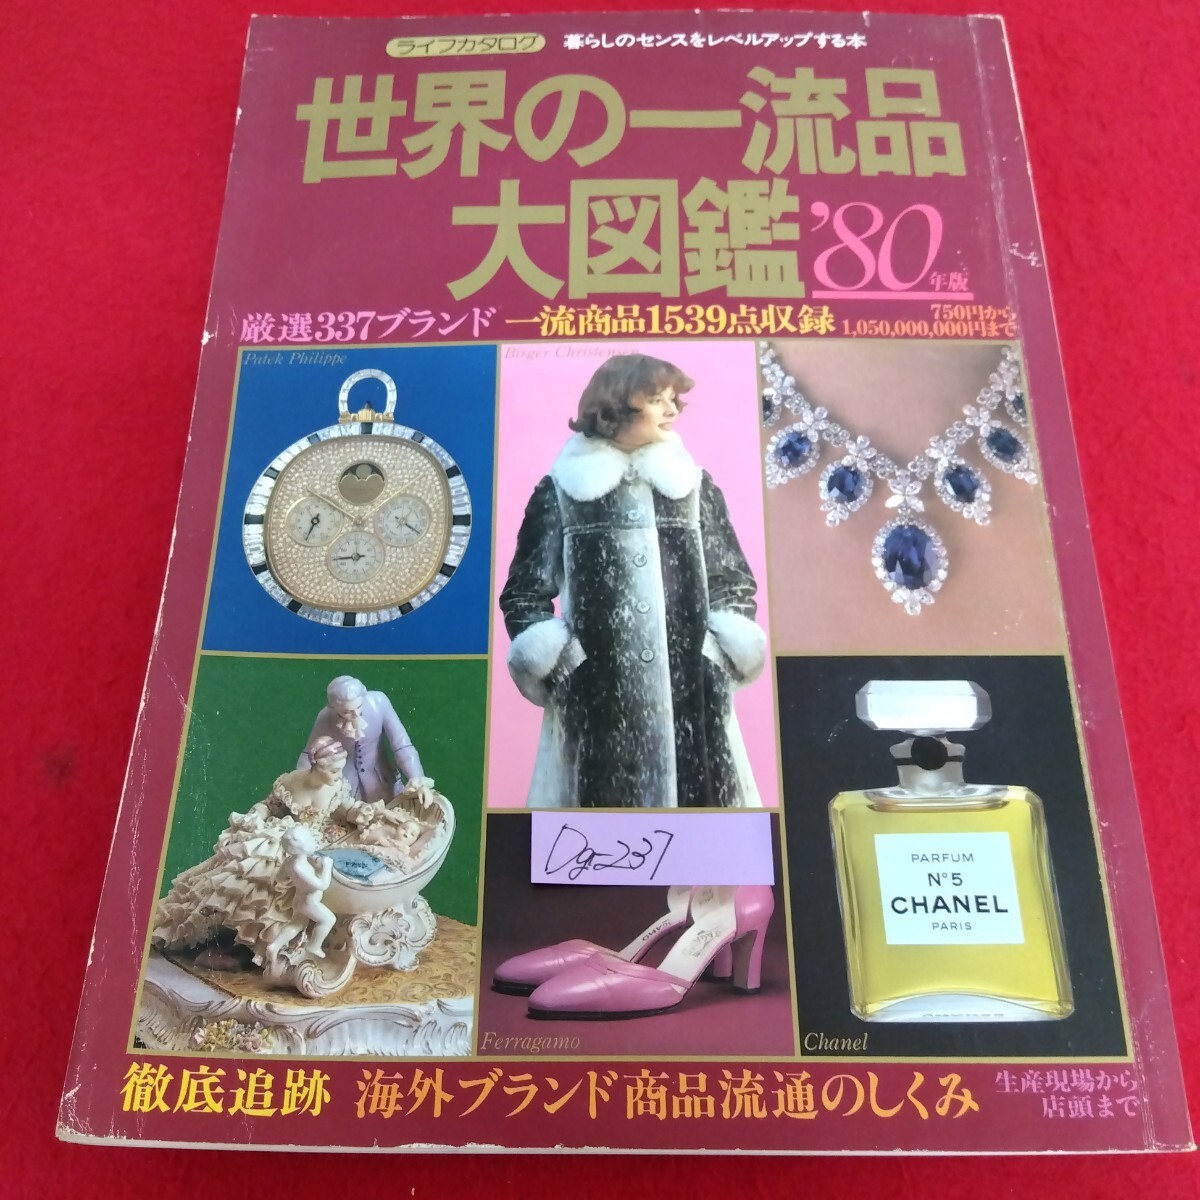 ライフカタログ 暮らしのセンスをレベルアップする本
世界の一流品
大図鑑 '80年版
厳選337ブランド 一流商品1539点収録 750円から
1,050,000,000円まで
Patek Philippe
Birger Christensen
Dg-237
PARFUM
N°5
CHANEL
PARIS
Ferragamo
Chanel
徹底追跡 海外ブランド商品流通のしくみ 生産現場から
店頭まで